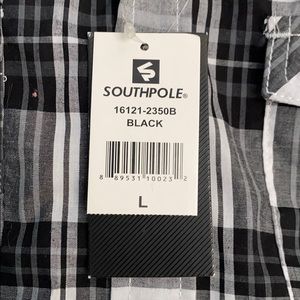 SOUTHPOLE®
16121-2350B
BLACK
8 89531 10023 2
L